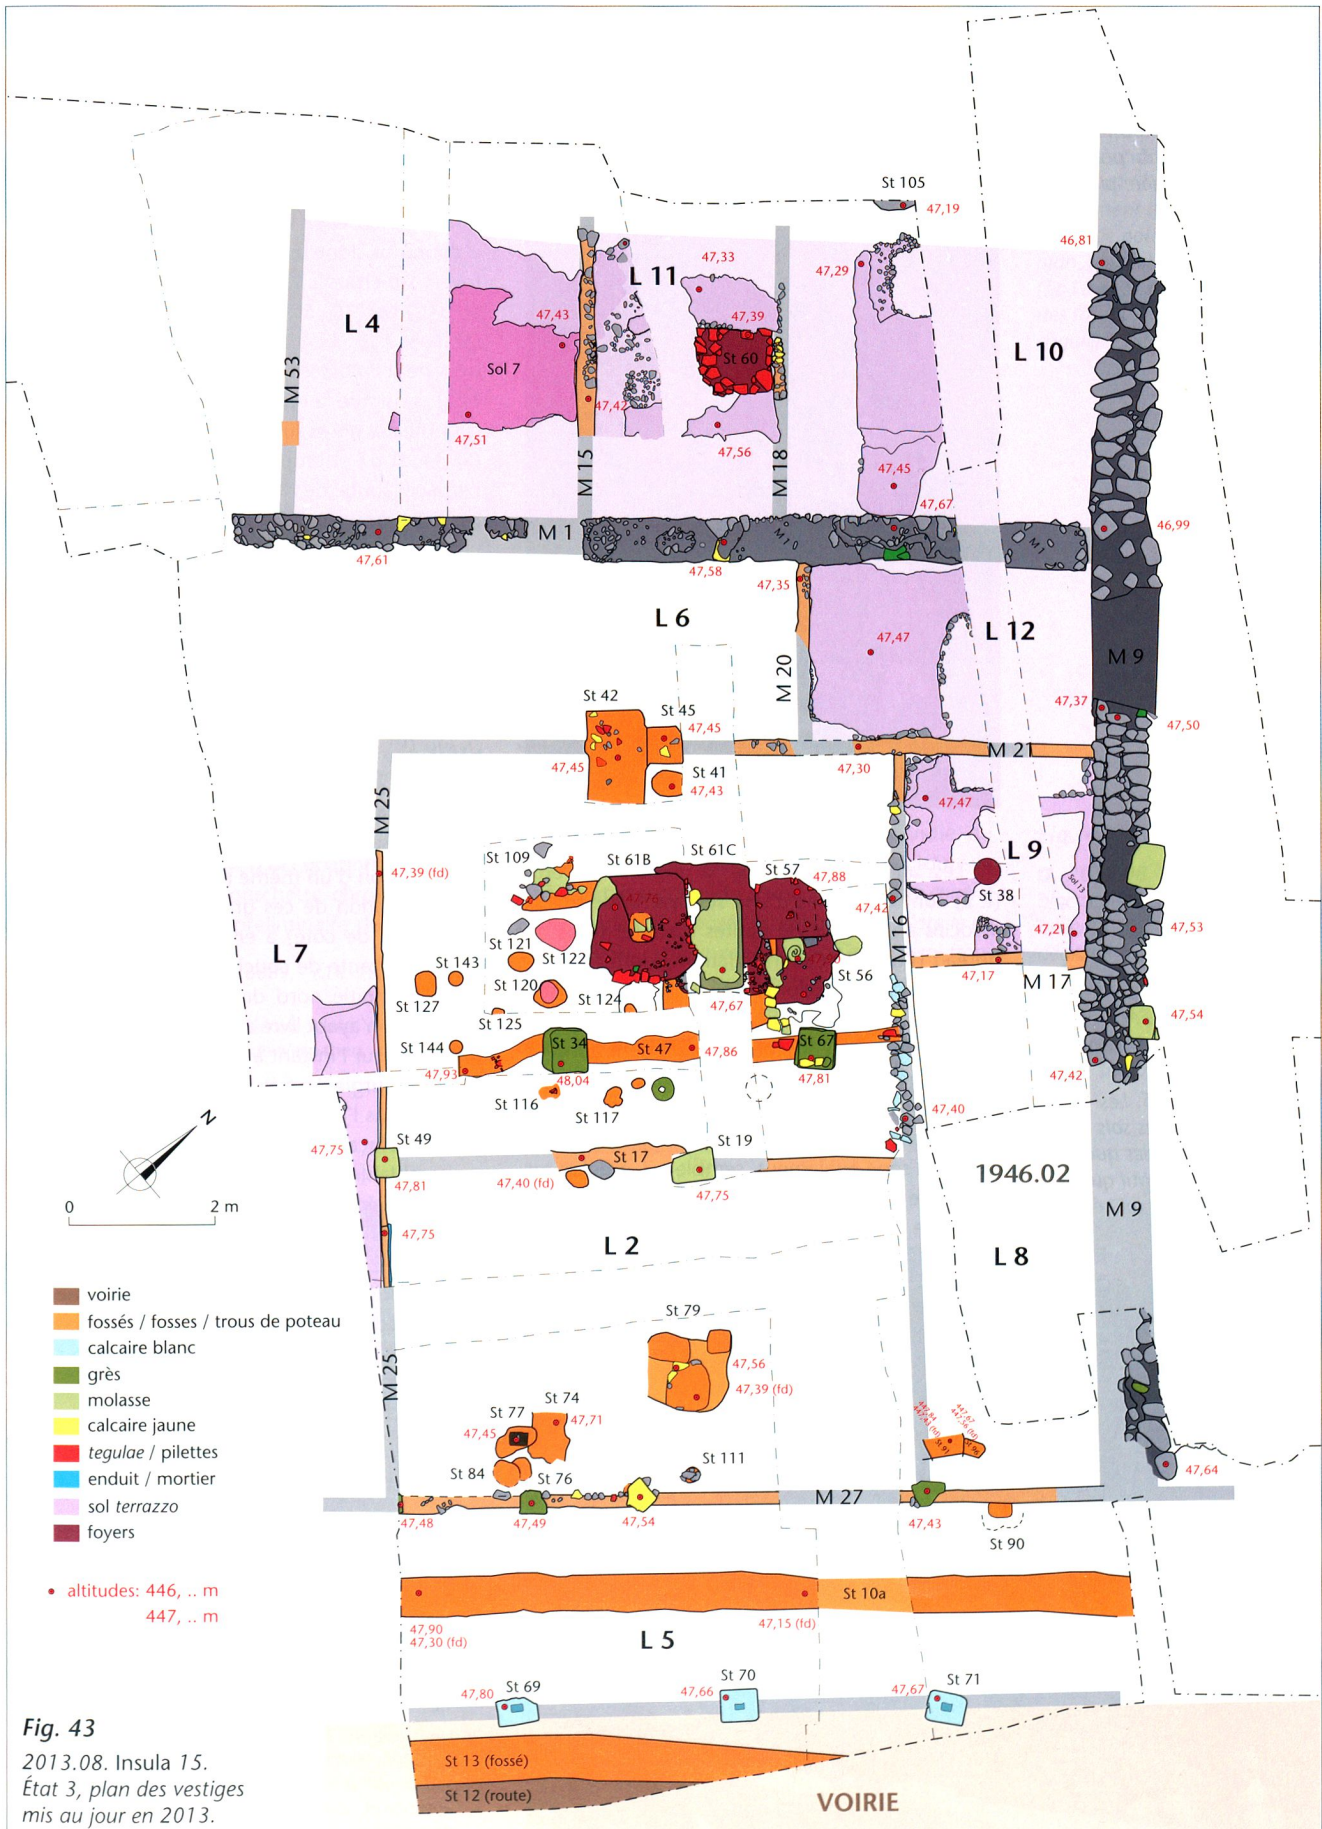 St 105
47,19
46,81
47,33
L 11
47,29
L 4
47,43
47,39
M 53
Sol 7
St 60
L 10
47,42
47,51
47,56
M 15
M 18
47,45
47,67
46,99
M 1
M 1
M 1
47,61
47,58
47,35
L 6
L 12
47,47
M 20
M 9
47,37
47,50
St 42
St 45
47,45
47,45
47,30
M 21
St 41
47,43
M 25
47,47
St 109
St 61B
St 61C
St 57
47,88
L 9
47,39 (fd)
47,76
47,42
M 16
St 38
Sol 13
47,21
47,53
L 7
St 121
St 122
St 56
47,17
M 17
St 143
St 120
St 127
St 124
47,67
St 125
47,54
St 144
St 34
St 47
47,86
St 67
47,93
48,04
47,81
47,42
St 116
St 117
47,40
N
47,75
St 49
St 17
St 19
1946.02
47,81
47,40 (fd)
47,75
M 9
0
2 m
47,75
L 2
L 8
voirie
fossés / fosses / trous de poteau
calcaire blanc
grès
molasse
calcaire jaune
tegulae / pilettes
enduit / mortier
sol terrazzo
foyers
altitudes: 446, .. m
447, .. m
St 79
M 25
47,56
47,39 (fd)
St 74
St 77
47,71
47,45
St 91
St 84
St 76
St 111
47,64
M 27
47,48
47,49
47,54
47,43
St 90
St 10a
47,90
47,30 (fd)
47,15 (fd)
L 5
St 69
St 70
St 71
47,80
47,66
47,67
Fig. 43
2013.08. Insula 15.
État 3, plan des vestiges
mis au jour en 2013.
St 13 (fossé)
St 12 (route)
VOIRIE